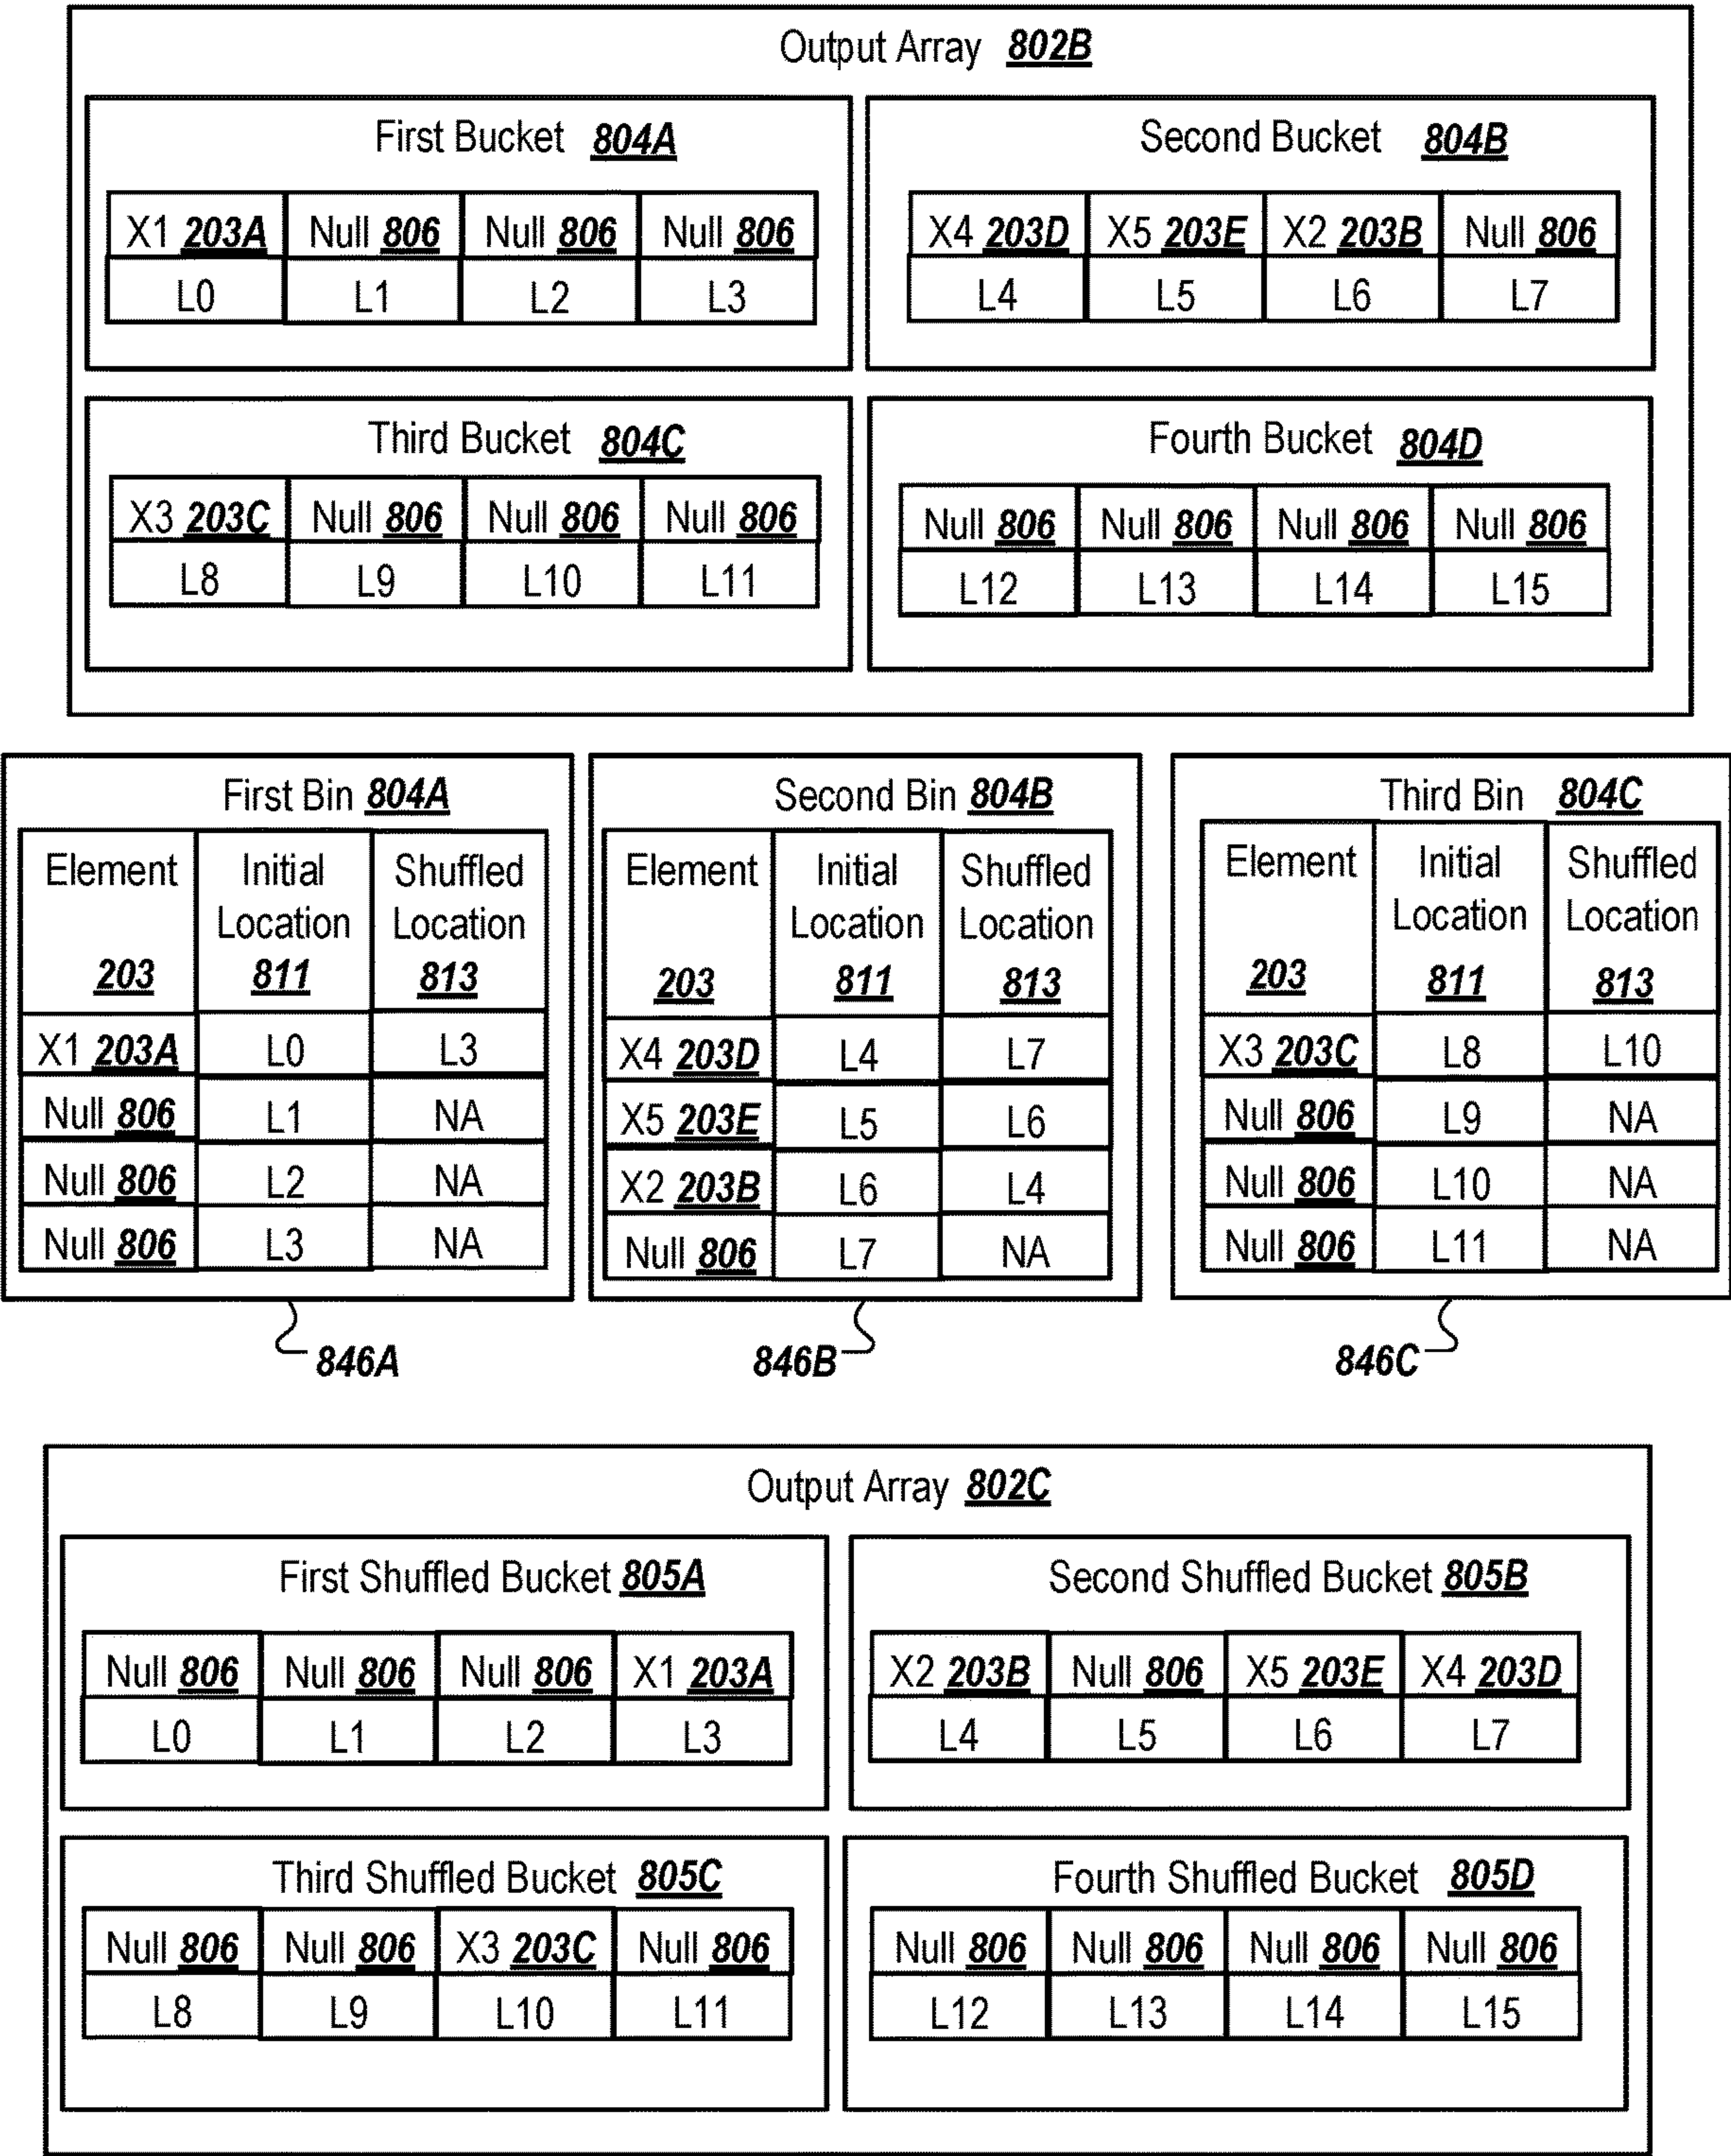 Output Array 802B
First Bucket 804A
X1 203A Null 806 Null 806 Null 806
L0 L1 L2 L3
Second Bucket 804B
X4 203D X5 203E X2 203B Null 806
L4 L5 L6 L7
Third Bucket 804C
X3 203C Null 806 Null 806 Null 806
L8 L9 L10 L11
Fourth Bucket 804D
Null 806 Null 806 Null 806 Null 806
L12 L13 L14 L15
First Bin 804A
Element Initial Shuffled
Location Location
203 811 813
X1 203A L0 L3
Null 806 L1 NA
Null 806 L2 NA
Null 806 L3 NA
846A
Second Bin 804B
Element Initial Shuffled
Location Location
203 811 813
X4 203D L4 L7
X5 203E L5 L6
X2 203B L6 L4
Null 806 L7 NA
846B
Third Bin 804C
Element Initial Shuffled
Location Location
203 811 813
X3 203C L8 L10
Null 806 L9 NA
Null 806 L10 NA
Null 806 L11 NA
846C
Output Array 802C
First Shuffled Bucket 805A
Null 806 Null 806 Null 806 X1 203A
L0 L1 L2 L3
Second Shuffled Bucket 805B
X2 203B Null 806 X5 203E X4 203D
L4 L5 L6 L7
Third Shuffled Bucket 805C
Null 806 Null 806 X3 203C Null 806
L8 L9 L10 L11
Fourth Shuffled Bucket 805D
Null 806 Null 806 Null 806 Null 806
L12 L13 L14 L15